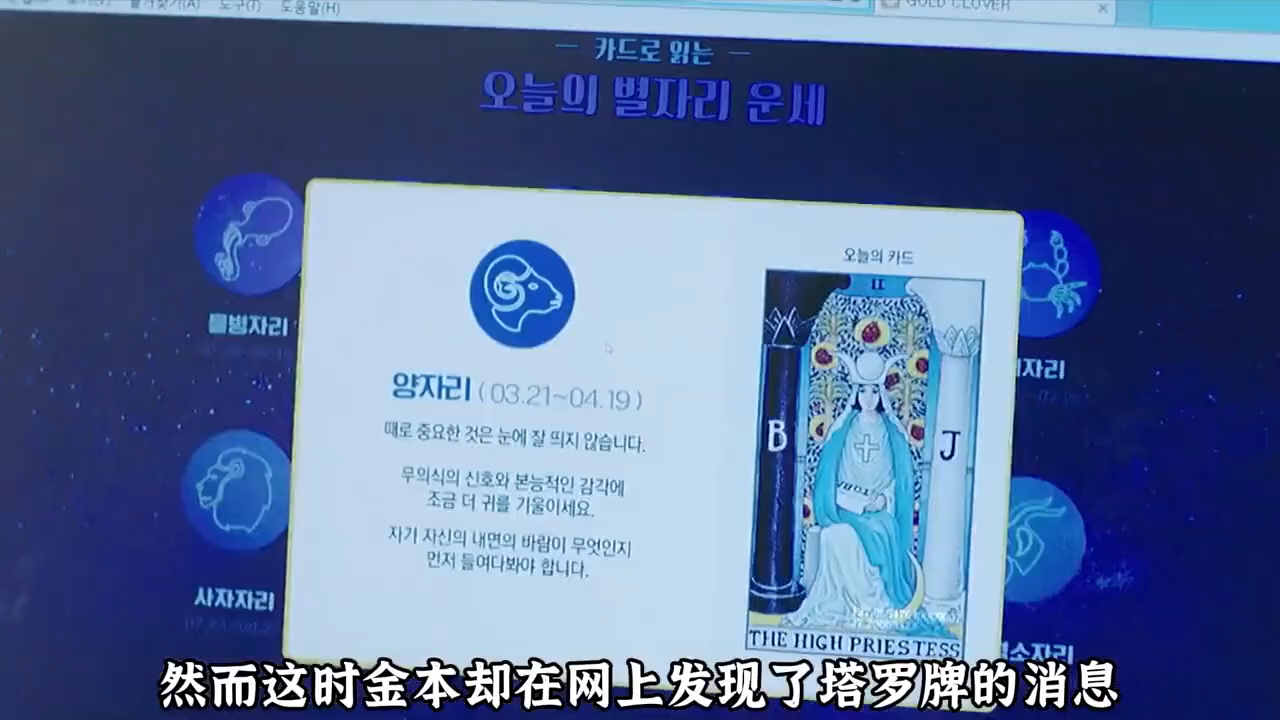 도구(T) 도움말(H)
GOLD CLOVER
카드로 읽는
오늘의 별자리 운세
물병자리
오늘의 카드
II
양자리 (03.21~04.19)
때로 중요한 것은 눈에 잘 띄지 않습니다.
무의식의 신호와 본능적인 감각에
조금 더 귀를 기울이세요.
자기 자신의 내면의 바람이 무엇인지
먼저 들여다봐야 합니다.
B
J
THE HIGH PRIESTESS
사자자리
然而这时金本却在网上发现了塔罗牌的消息